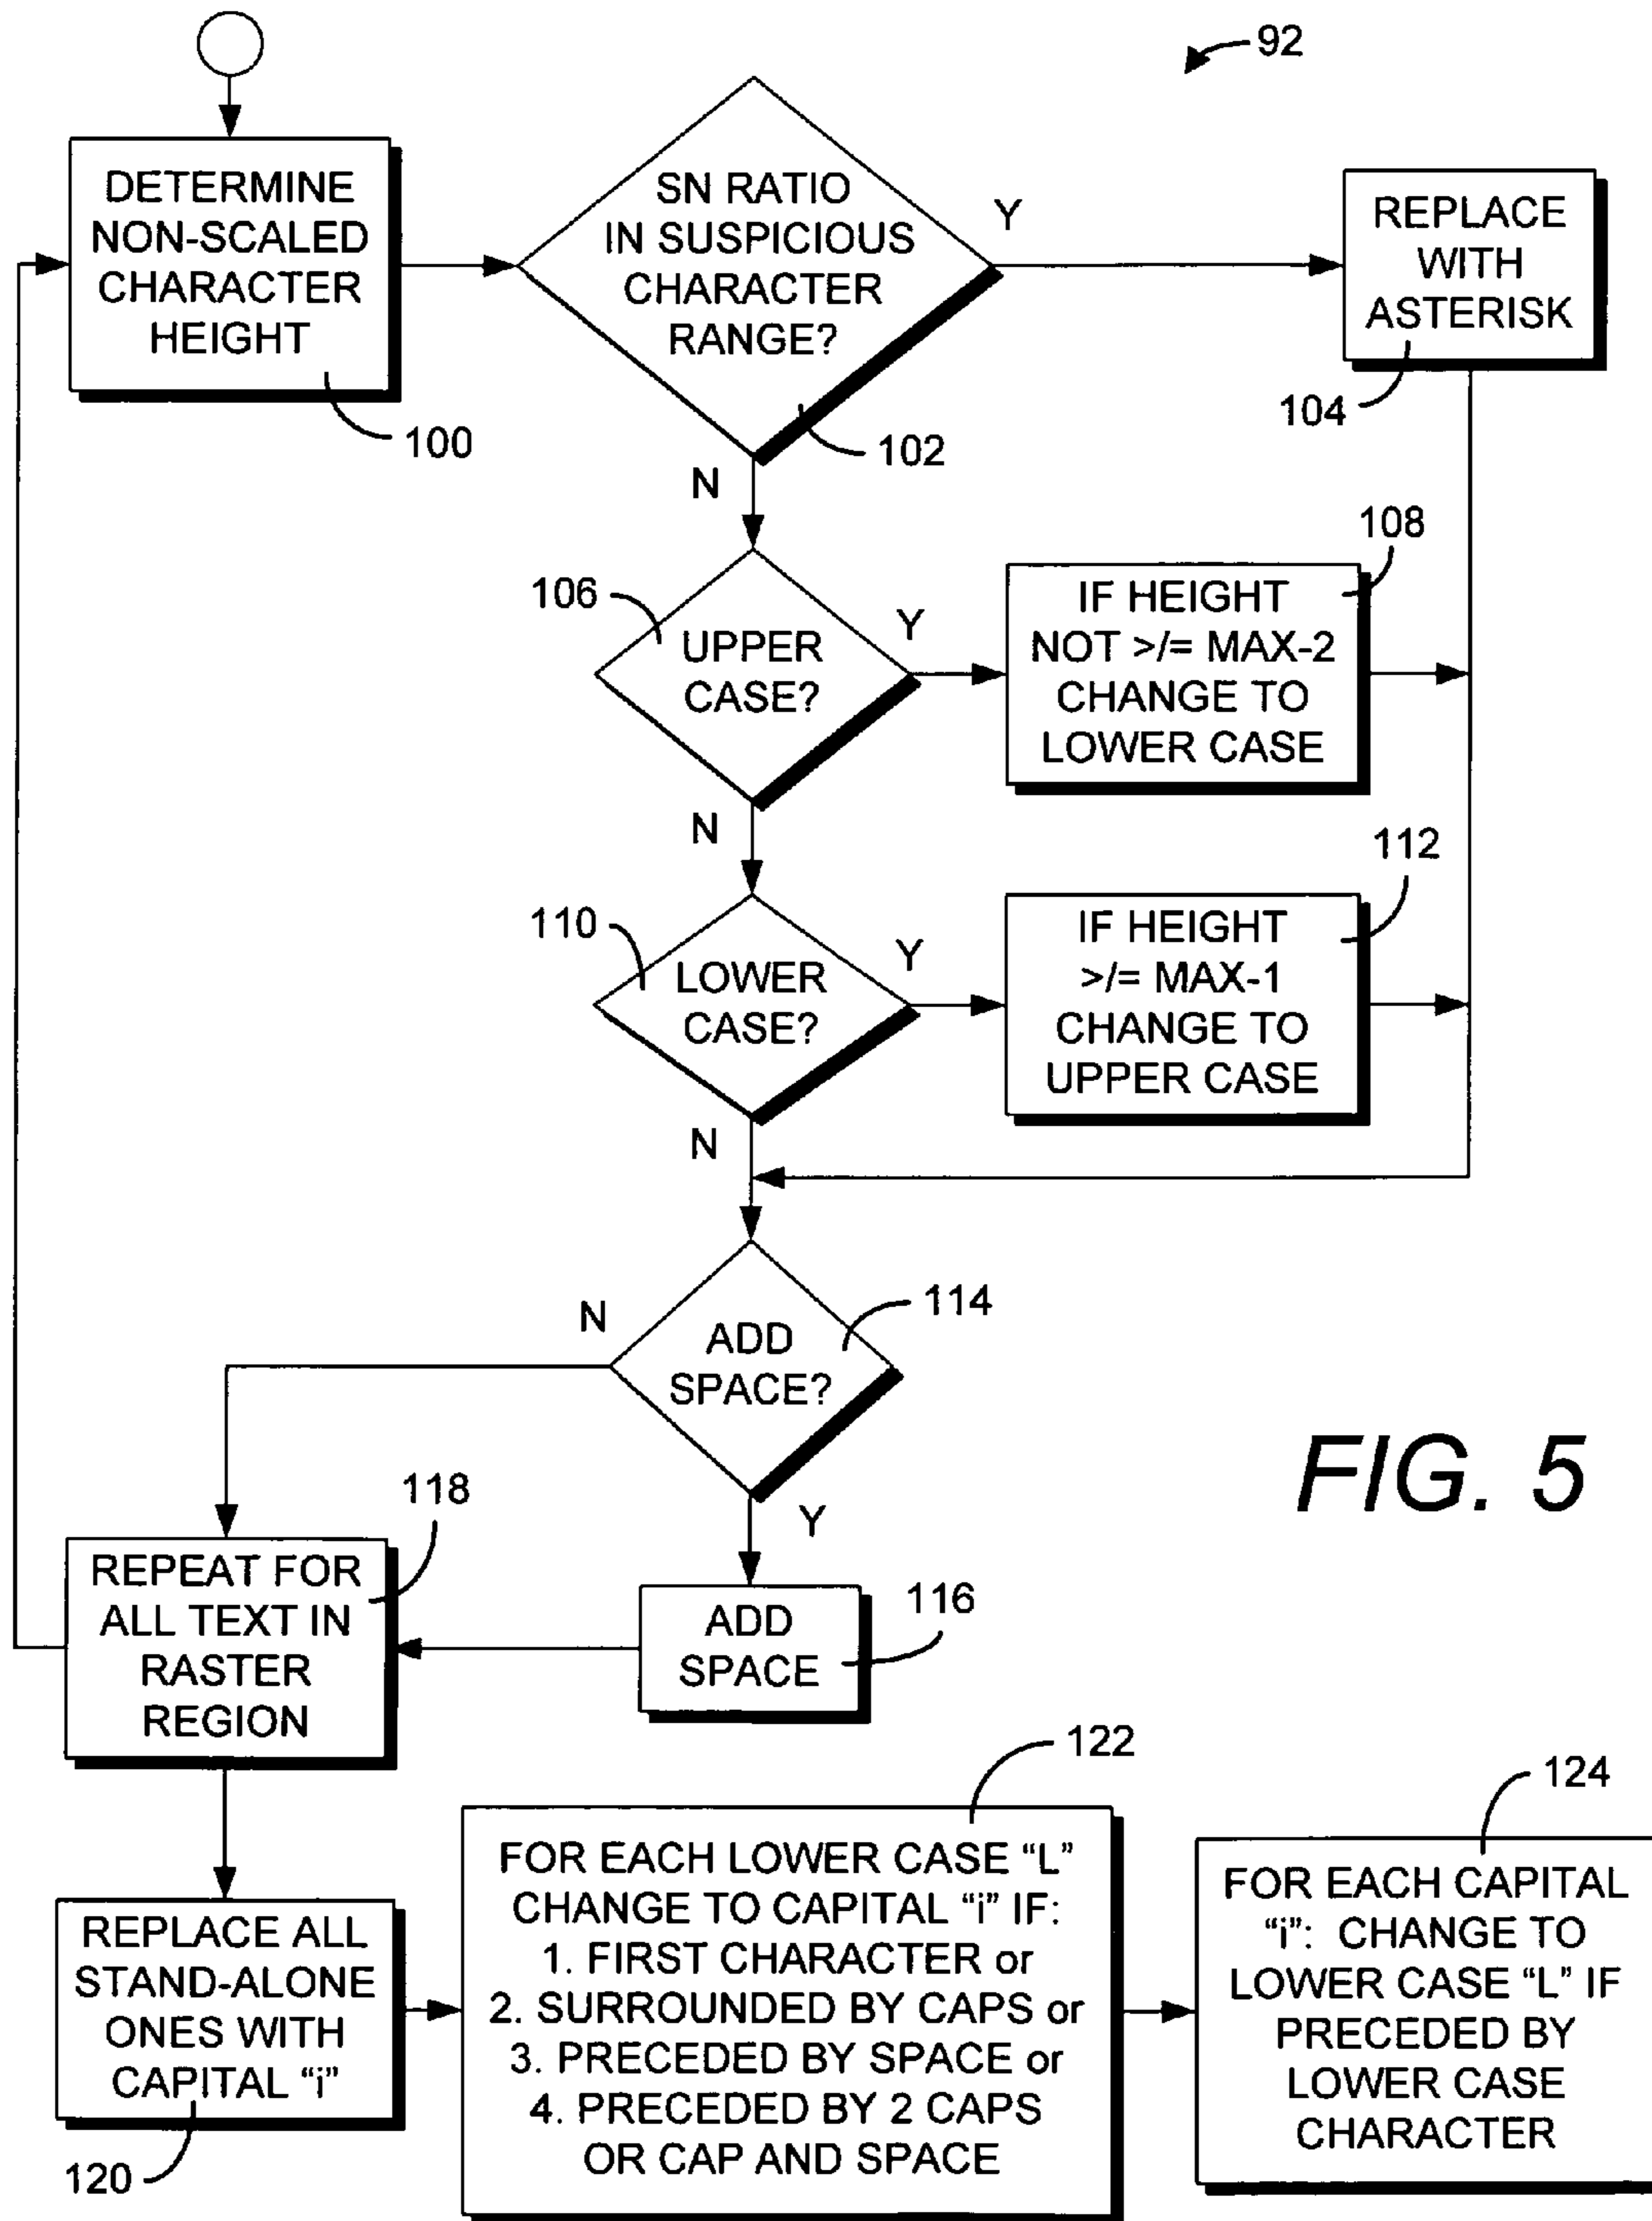 92
DETERMINE
NON-SCALED
CHARACTER
HEIGHT
100
SN RATIO
IN SUSPICIOUS
CHARACTER
RANGE?
102
Y
REPLACE
WITH
ASTERISK
104
N
106
UPPER
CASE?
Y
108
IF HEIGHT
NOT >/= MAX-2
CHANGE TO
LOWER CASE
N
110
LOWER
CASE?
Y
112
IF HEIGHT
>/= MAX-1
CHANGE TO
UPPER CASE
N
114
ADD
SPACE?
N
Y
FIG. 5
118
REPEAT FOR
ALL TEXT IN
RASTER
REGION
116
ADD
SPACE
REPLACE ALL
STAND-ALONE
ONES WITH
CAPITAL “i”
120
122
FOR EACH LOWER CASE “L”
CHANGE TO CAPITAL “i” IF:
1. FIRST CHARACTER or
2. SURROUNDED BY CAPS or
3. PRECEDED BY SPACE or
4. PRECEDED BY 2 CAPS
OR CAP AND SPACE
124
FOR EACH CAPITAL
“i”: CHANGE TO
LOWER CASE “L” IF
PRECEDED BY
LOWER CASE
CHARACTER